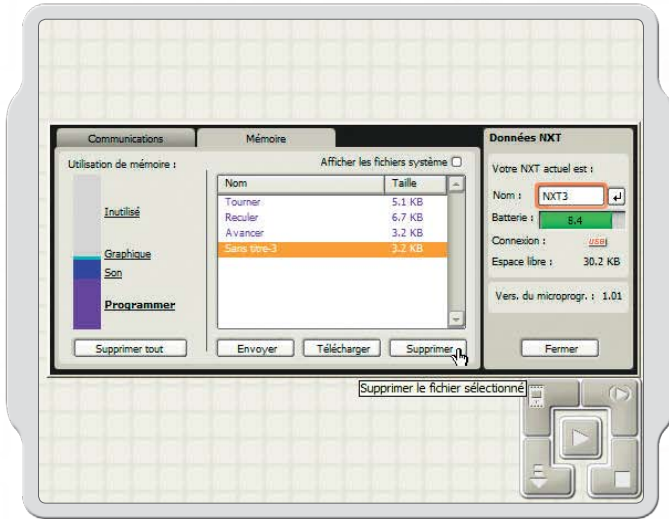 Communications
Mémoire
Utilisation de mémoire :
Inutilisé
Graphique
Son
Programmer
Supprimer tout
Afficher les fichiers système
Nom Taille
Tourner 5.1 KB
Reculer 6.7 KB
Avancer 3.2 KB
Sans titre-3 3.2 KB
Envoyer
Télécharger
Supprimer
Supprimer le fichier sélectionné
Données NXT
Votre NXT actuel est :
Nom : NXT3
Batterie : 8.4
Connexion : USB
Espace libre : 30.2 KB
Vers. du microprogr. : 1.01
Fermer